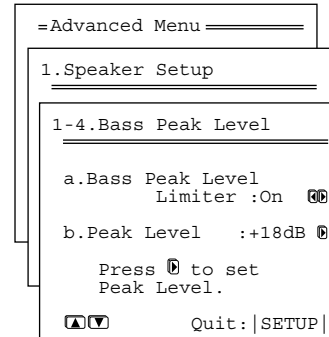 =Advanced Menu
1.Speaker Setup
1-4.Bass Peak Level
a.Bass Peak Level
Limiter :On
b.Peak Level :+18dB
Press to set
Peak Level.
Quit:|SETUP|